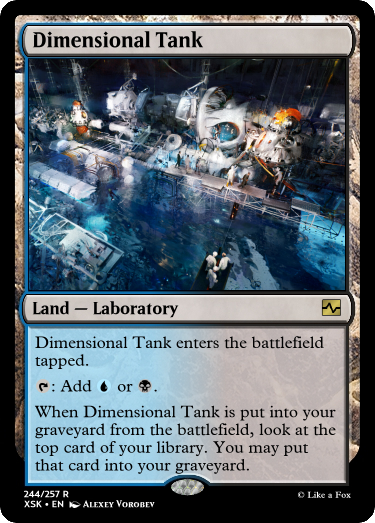 Dimensional Tank
Land — Laboratory
Dimensional Tank enters the battlefield
tapped.
: Add or .
When Dimensional Tank is put into your
graveyard from the battlefield, look at the
top card of your library. You may put
that card into your graveyard.
244/257 R
XSK • EN Alexey Vorobev
© Like a Fox